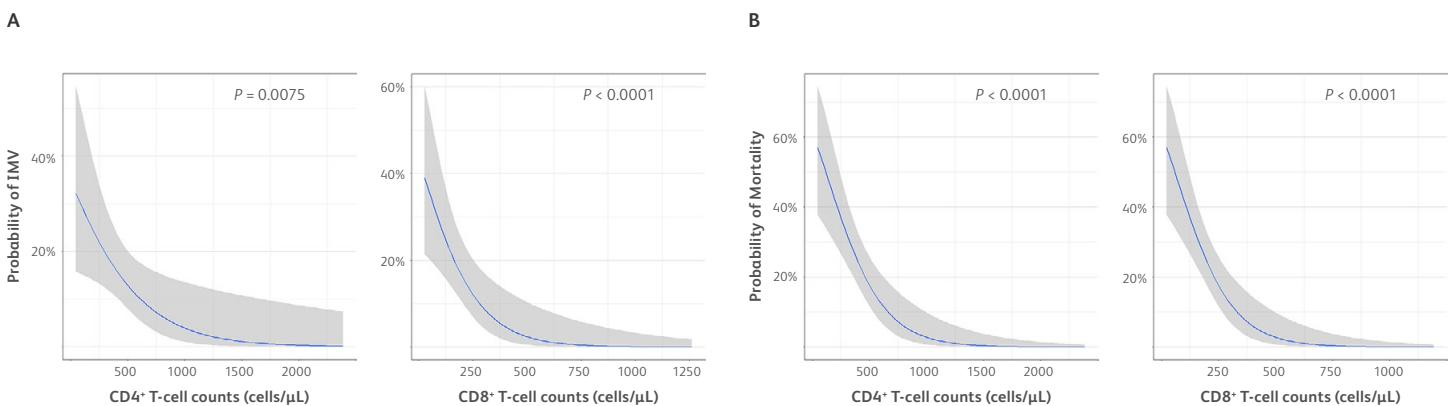 A
B
P = 0.0075
P < 0.0001
P < 0.0001
P < 0.0001
Probability of IMV
40%
20%
60%
40%
20%
Probability of Mortality
60%
40%
20%
60%
40%
20%
500 1000 1500 2000
250 500 750 1000 1250
500 1000 1500 2000
250 500 750 1000
CD4+ T-cell counts (cells/μL)
CD8+ T-cell counts (cells/μL)
CD4+ T-cell counts (cells/μL)
CD8+ T-cell counts (cells/μL)